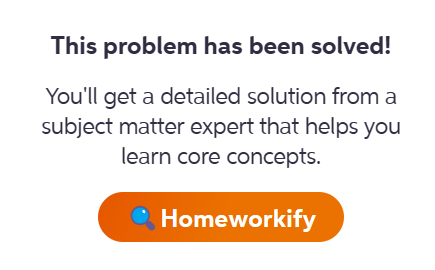 This problem has been solved!
You'll get a detailed solution from a
subject matter expert that helps you
learn core concepts.
Homeworkify